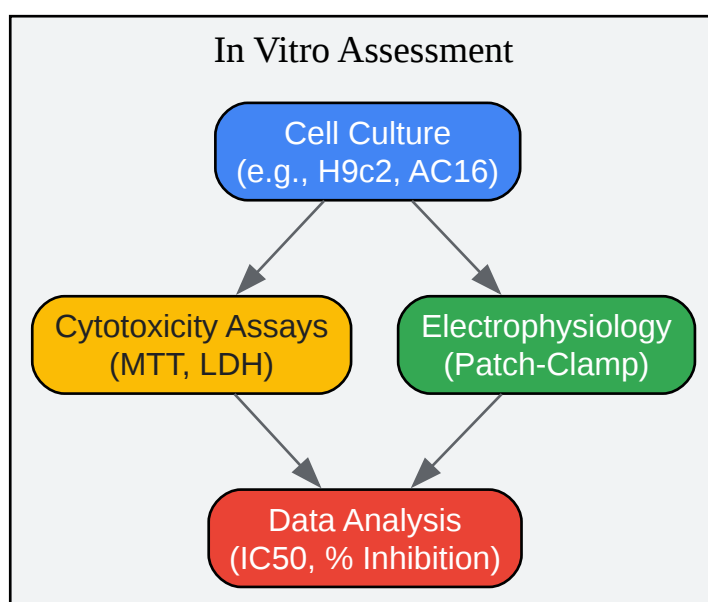 In Vitro Assessment
Cell Culture
(e.g., H9c2, AC16)
Cytotoxicity Assays
(MTT, LDH)
Electrophysiology
(Patch-Clamp)
Data Analysis
(IC50, % Inhibition)